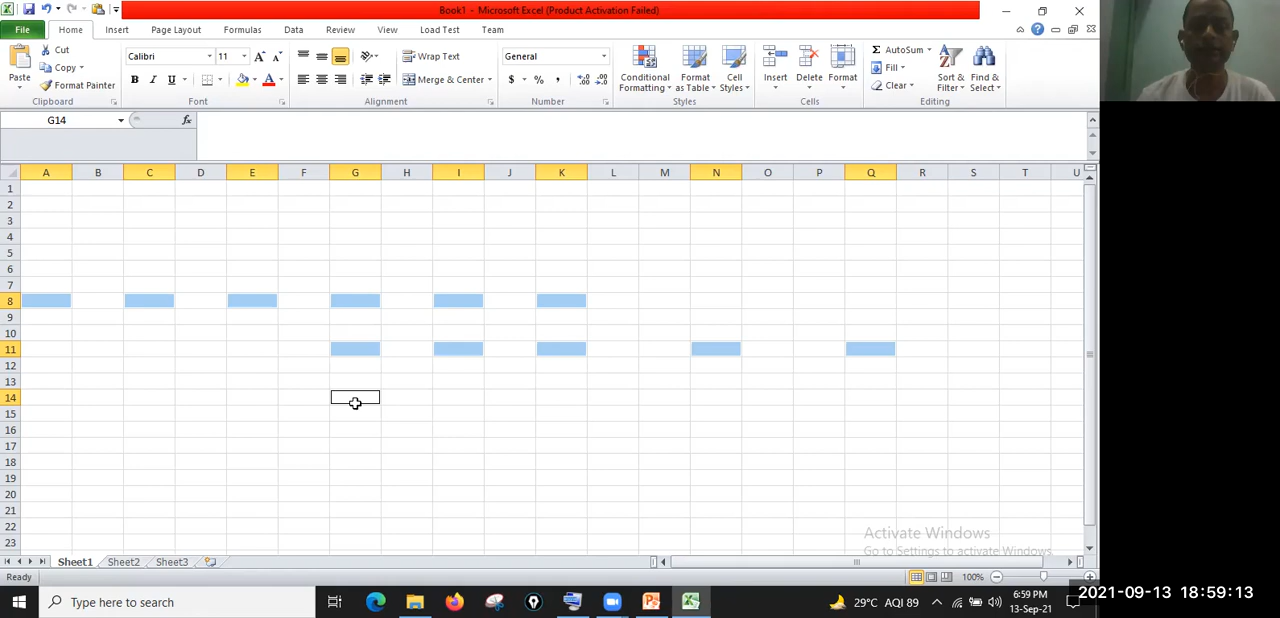 Book1 - Microsoft Excel (Product Activation Failed)
File Home Insert Page Layout Formulas Data Review View Load Test Team
Paste Cut Copy Format Painter Clipboard
Calibri 11 B I U Font
Wrap Text Merge & Center Alignment
General $ % , Number
Conditional Formatting Format as Table Cell Styles Styles
Insert Delete Format Cells
AutoSum Fill Clear Sort & Filter Find & Select Editing
G14 fx
A B C D E F G H I J K L M N O P Q R S T U
1
2
3
4
5
6
7
8
9
10
11
12
13
14
15
16
17
18
19
20
21
22
23
Activate Windows
Go to Settings to activate Windows.
Sheet1 Sheet2 Sheet3
Ready 100%
Type here to search 29°C AQI 89 6:59 PM
13-Sep-21
2021-09-13 18:59:13